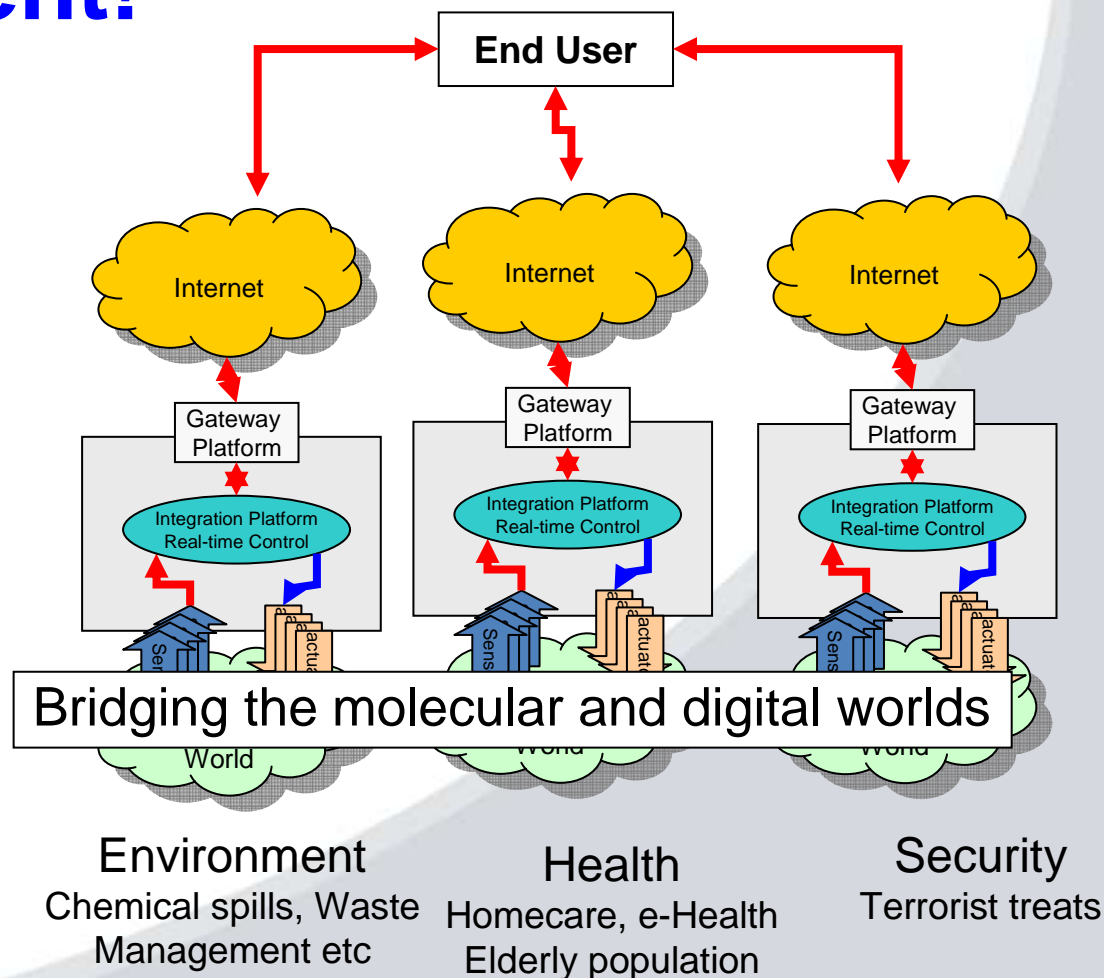 End User
Internet
Internet
Internet
Gateway
Platform
Gateway
Platform
Gateway
Platform
Integration Platform
Real-time Control
Integration Platform
Real-time Control
Integration Platform
Real-time Control
Bridging the molecular and digital worlds
World
World
World
Environment
Chemical spills, Waste
Management etc
Health
Homecare, e-Health
Elderly population
Security
Terrorist treats